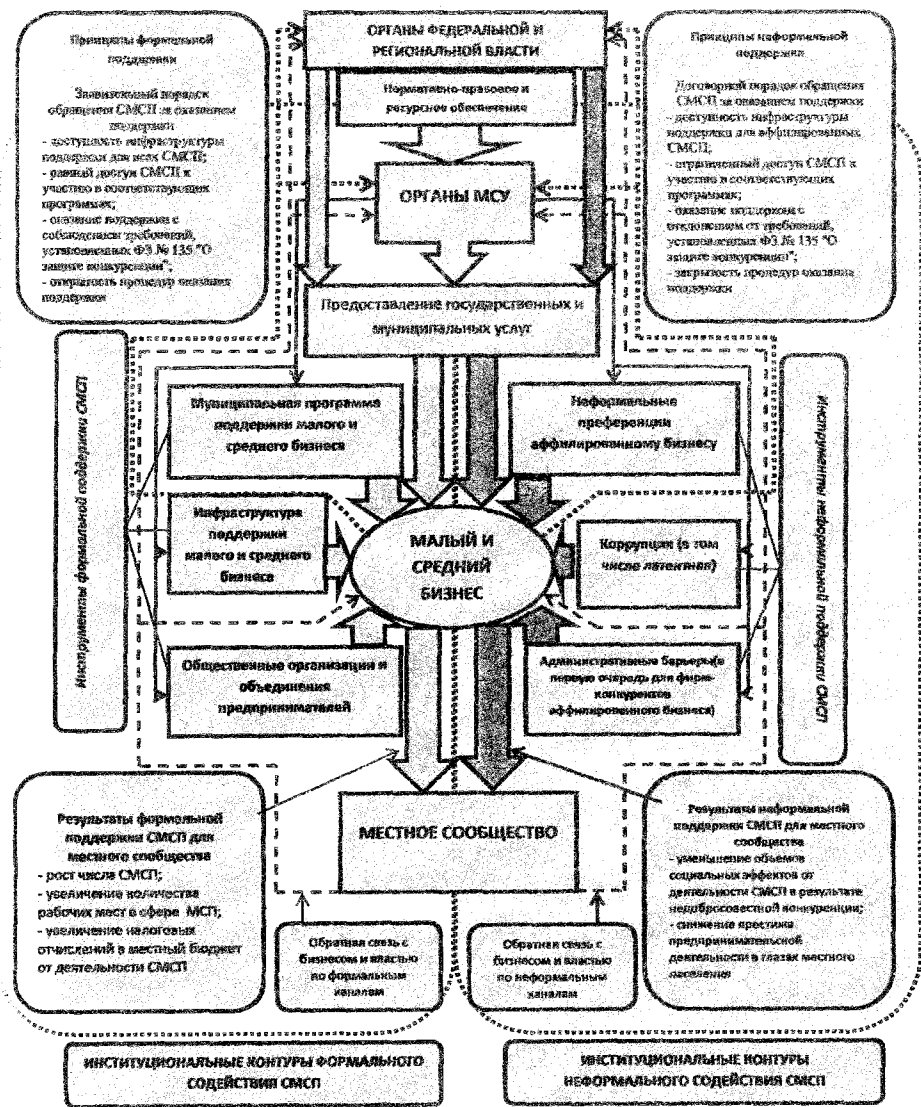 ОРГАНЫ ФЕДЕРАЛЬНОЙ И
РЕГИОНАЛЬНОЙ ВЛАСТИ
Принципы формальной
поддержки
Заявительный порядок
обращения СМСП за оказанием
поддержки
- доступность инфраструктуры
поддержки для всех СМСП;
- равный доступ СМСП к
участию в соответствующих
программах;
- оказание поддержки с
соблюдением требований,
установленных ФЗ № 135 "О
защите конкуренции";
- открытость процедур оказания
поддержки
Нормативно-правовое и
ресурсное обеспечение
ОРГАНЫ МСУ
Предоставление государственных и
муниципальных услуг
Принципы неформальной
поддержки
Договорной порядок обращения
СМСП за оказанием поддержки
- доступность инфраструктуры
поддержки для аффилированных
СМСП;
- ограниченный доступ СМСП к
участию в соответствующих
программах;
- оказание поддержки с
отклонением от требований,
установленных ФЗ № 135 "О
защите конкуренции";
- закрытость процедур оказания
поддержки
Инструменты формальной поддержки СМСП
Муниципальная программа
поддержки малого и
среднего бизнеса
Инфраструктура
поддержки
малого и среднего
бизнеса
Общественные организации и
объединения
предпринимателей
МАЛЫЙ И
СРЕДНИЙ
БИЗНЕС
Неформальные
преференции
аффилированному бизнесу
Коррупция (в том
числе латентная)
Административные барьеры(в
первую очередь для фирм-
конкурентов
аффилированного бизнеса)
Инструменты неформальной поддержки СМСП
Результаты формальной
поддержки СМСП для
местного сообщества
- рост числа СМСП;
- увеличение количества
рабочих мест в сфере МСП;
- увеличение налоговых
отчислений в местный бюджет
от деятельности СМСП
МЕСТНОЕ СООБЩЕСТВО
Результаты неформальной
поддержки СМСП для местного
сообщества
- уменьшение объемов
социальных эффектов от
деятельности СМСП в результате
недобросовестной конкуренции;
- снижение престижа
предпринимательской
деятельности в глазах местного
населения
Обратная связь с
бизнесом и властью
по формальным
каналам
Обратная связь с
бизнесом и властью
по неформальным
каналам
ИНСТИТУЦИОНАЛЬНЫЕ КОНТУРЫ ФОРМАЛЬНОГО
СОДЕЙСТВИЯ СМСП
ИНСТИТУЦИОНАЛЬНЫЕ КОНТУРЫ
НЕФОРМАЛЬНОГО СОДЕЙСТВИЯ СМСП